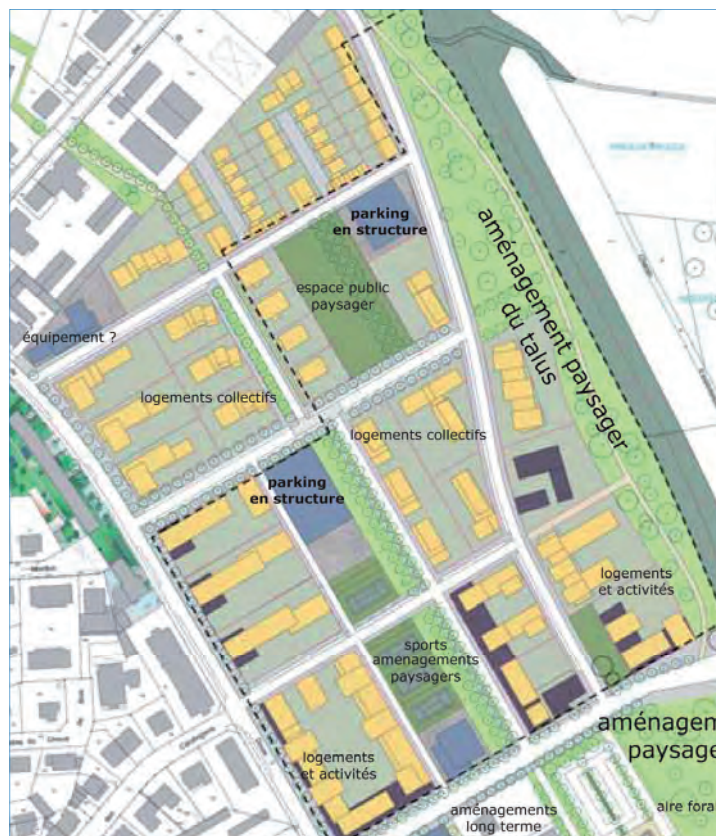 parking
en structure
aménagement paysager
du talus
espace public
paysager
équipement ?
logements collectifs
logements collectifs
parking
en structure
logements
et activités
sports
amenagements
paysagers
logements
et activités
aménagem
paysage
aménagements
long terme
aire fora